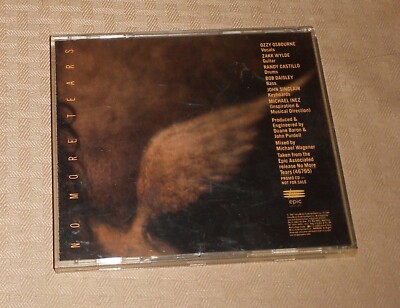 NO MORE TEARS
OZZY OSBOURNE
Vocals
ZAKK WYLDE
Guitar
RANDY CASTILLO
Drums
BOB DAISLEY
Bass
JOHN SINCLAIR
Keyboards
MICHAEL INEZ
(Inspiration &
Musical Direction)
Produced &
Engineered by
Duane Baron &
John Purdell
Mixed by
Michael Wagener
Taken from the
Epic Associated
release No More
Tears (46795)
PROMO CD —
NOT FOR SALE
epic